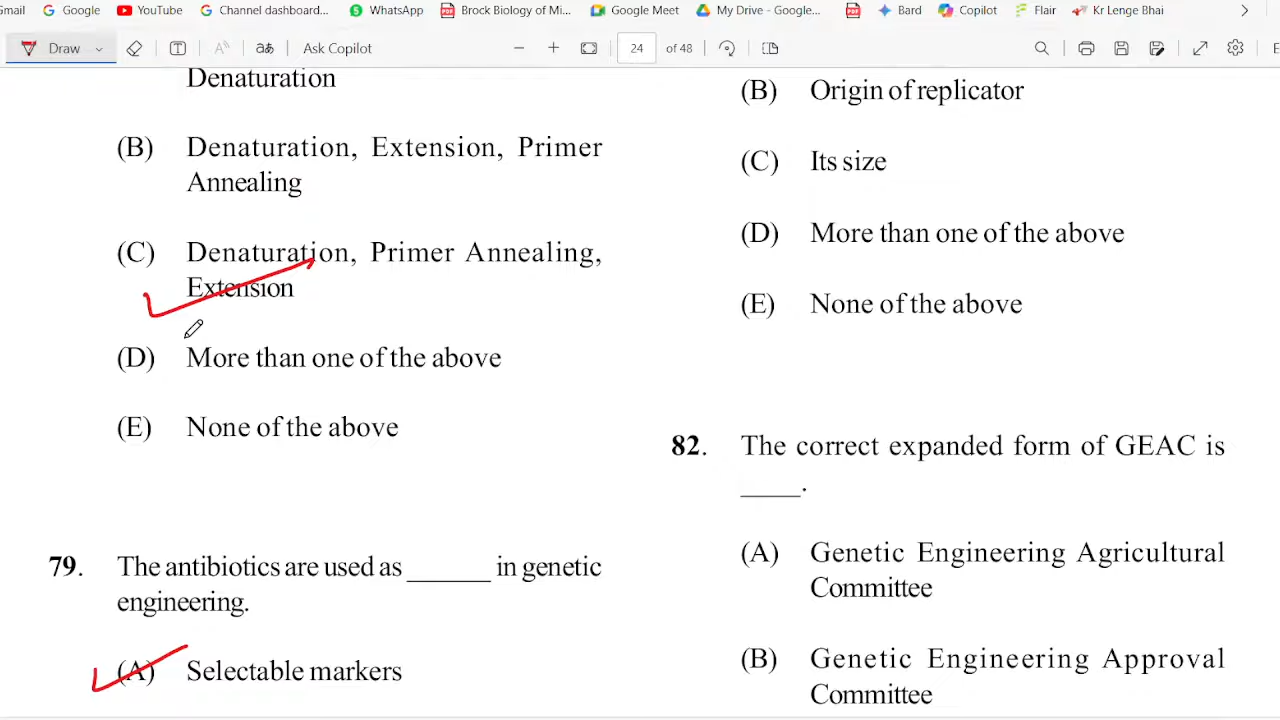 Gmail Google YouTube Channel dashboard... WhatsApp Brock Biology of Mi... Google Meet My Drive - Google... Bard Copilot Flair Kr Lenge Bhai
Draw aあ Ask Copilot 24 of 48
Denaturation
(B) Denaturation, Extension, Primer
Annealing
(C) Denaturation, Primer Annealing,
Extension
(D) More than one of the above
(E) None of the above
79. The antibiotics are used as ______ in genetic
engineering.
(A) Selectable markers
(B) Origin of replicator
(C) Its size
(D) More than one of the above
(E) None of the above
82. The correct expanded form of GEAC is
____.
(A) Genetic Engineering Agricultural
Committee
(B) Genetic Engineering Approval
Committee